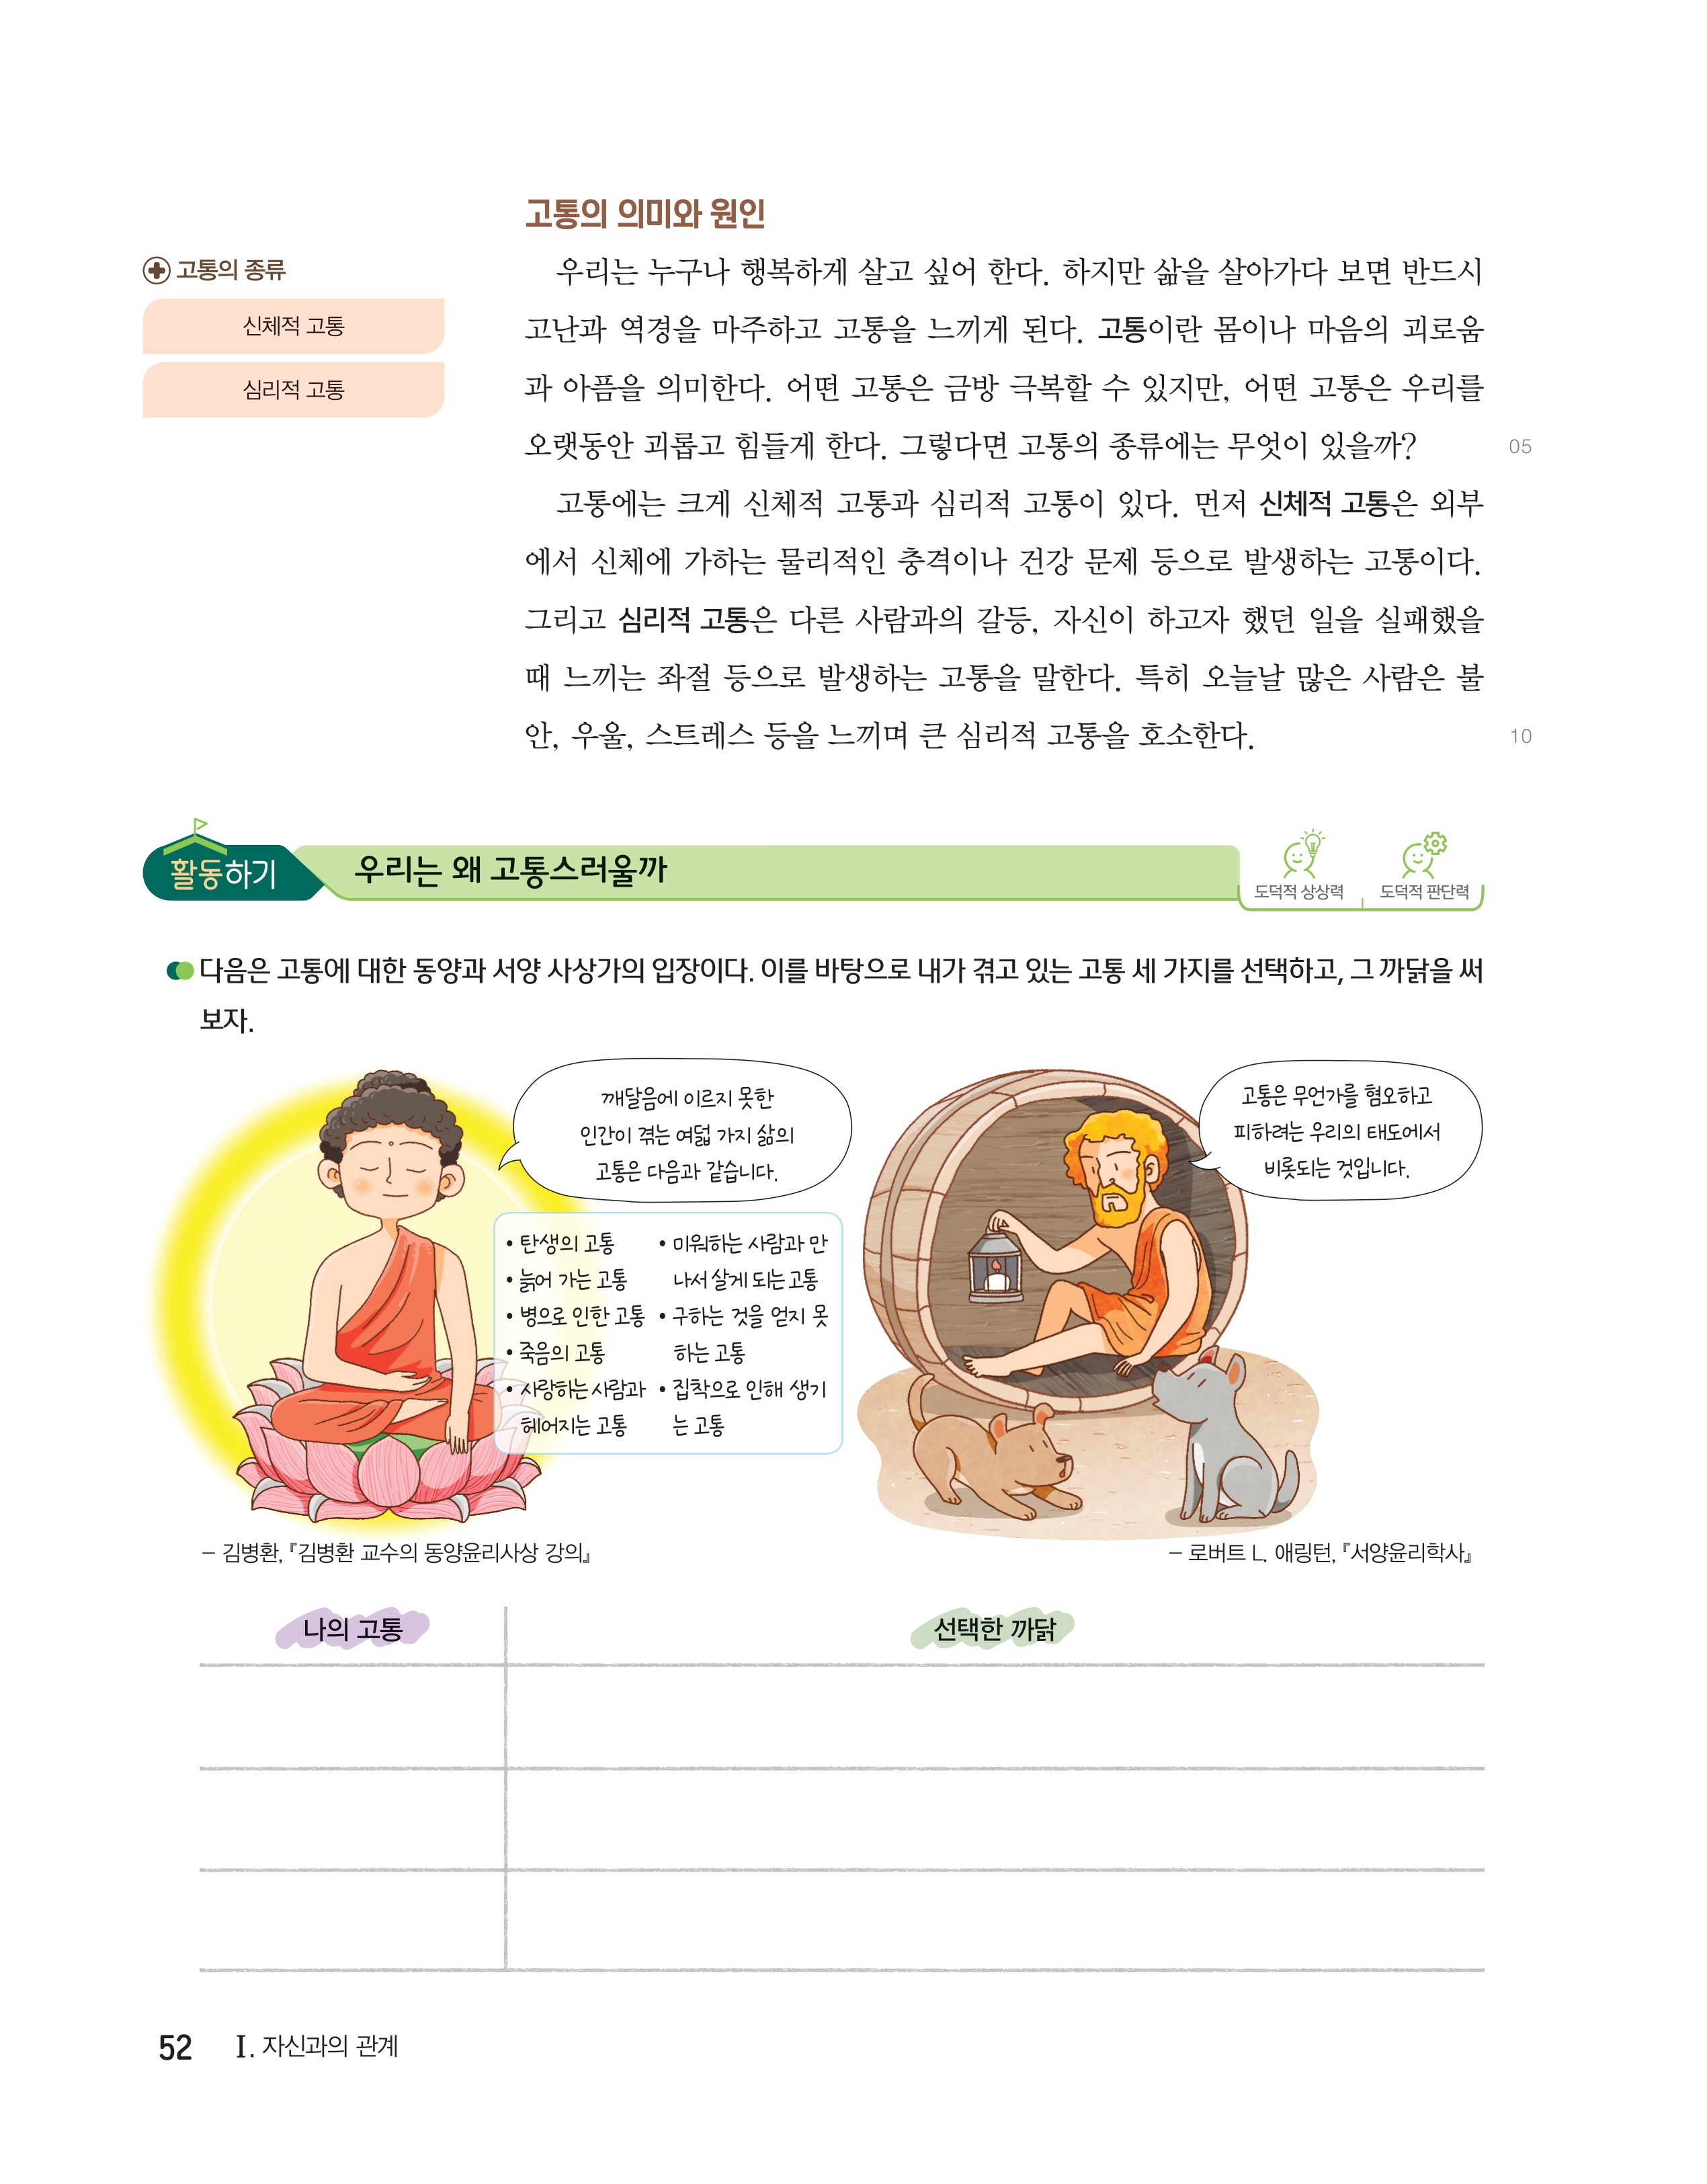 고통의 의미와 원인
고통의 종류
신체적 고통
심리적 고통
우리는 누구나 행복하게 살고 싶어 한다. 하지만 삶을 살아가다 보면 반드시
고난과 역경을 마주하고 고통을 느끼게 된다. 고통이란 몸이나 마음의 괴로움
과 아픔을 의미한다. 어떤 고통은 금방 극복할 수 있지만, 어떤 고통은 우리를
오랫동안 괴롭고 힘들게 한다. 그렇다면 고통의 종류에는 무엇이 있을까?
05
고통에는 크게 신체적 고통과 심리적 고통이 있다. 먼저 신체적 고통은 외부
에서 신체에 가하는 물리적인 충격이나 건강 문제 등으로 발생하는 고통이다.
그리고 심리적 고통은 다른 사람과의 갈등, 자신이 하고자 했던 일을 실패했을
때 느끼는 좌절 등으로 발생하는 고통을 말한다. 특히 오늘날 많은 사람은 불
안, 우울, 스트레스 등을 느끼며 큰 심리적 고통을 호소한다.
10
활동하기
우리는 왜 고통스러울까
도덕적 상상력
도덕적 판단력
다음은 고통에 대한 동양과 서양 사상가의 입장이다. 이를 바탕으로 내가 겪고 있는 고통 세 가지를 선택하고, 그 까닭을 써
보자.
깨달음에 이르지 못한
인간이 겪는 여덟 가지 삶의
고통은 다음과 같습니다.
• 탄생의 고통
• 늙어 가는 고통
• 병으로 인한 고통
• 죽음의 고통
• 사랑하는 사람과
헤어지는 고통
• 미워하는 사람과 만
나서 살게 되는 고통
• 구하는 것을 얻지 못
하는 고통
• 집착으로 인해 생기
는 고통
– 김병환, 『김병환 교수의 동양윤리사상 강의』
고통은 무언가를 혐오하고
피하려는 우리의 태도에서
비롯되는 것입니다.
– 로버트 L. 애링턴, 『서양윤리학사』
나의 고통
선택한 까닭
52 I. 자신과의 관계